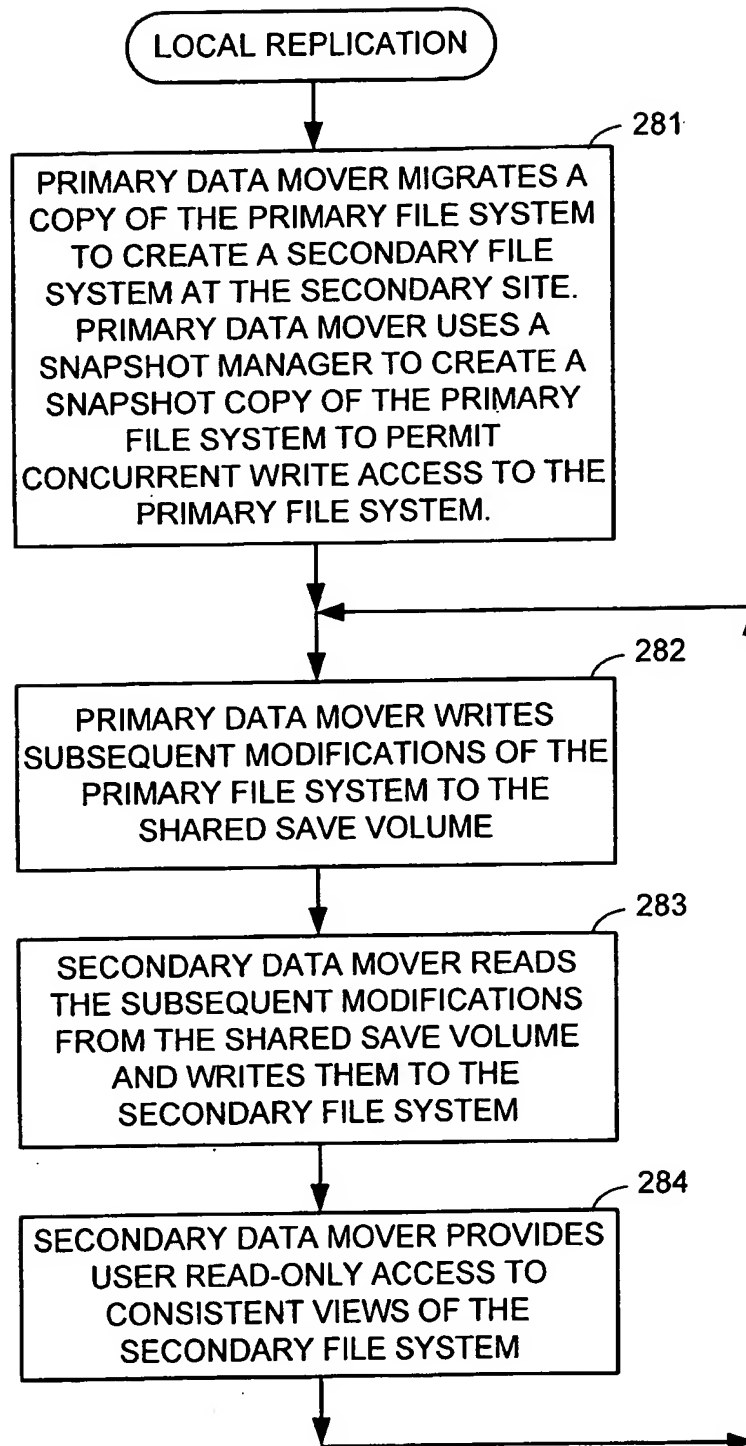 LOCAL REPLICATION
281
PRIMARY DATA MOVER MIGRATES A
COPY OF THE PRIMARY FILE SYSTEM
TO CREATE A SECONDARY FILE
SYSTEM AT THE SECONDARY SITE.
PRIMARY DATA MOVER USES A
SNAPSHOT MANAGER TO CREATE A
SNAPSHOT COPY OF THE PRIMARY
FILE SYSTEM TO PERMIT
CONCURRENT WRITE ACCESS TO THE
PRIMARY FILE SYSTEM.
282
PRIMARY DATA MOVER WRITES
SUBSEQUENT MODIFICATIONS OF THE
PRIMARY FILE SYSTEM TO THE
SHARED SAVE VOLUME
283
SECONDARY DATA MOVER READS
THE SUBSEQUENT MODIFICATIONS
FROM THE SHARED SAVE VOLUME
AND WRITES THEM TO THE
SECONDARY FILE SYSTEM
284
SECONDARY DATA MOVER PROVIDES
USER READ-ONLY ACCESS TO
CONSISTENT VIEWS OF THE
SECONDARY FILE SYSTEM